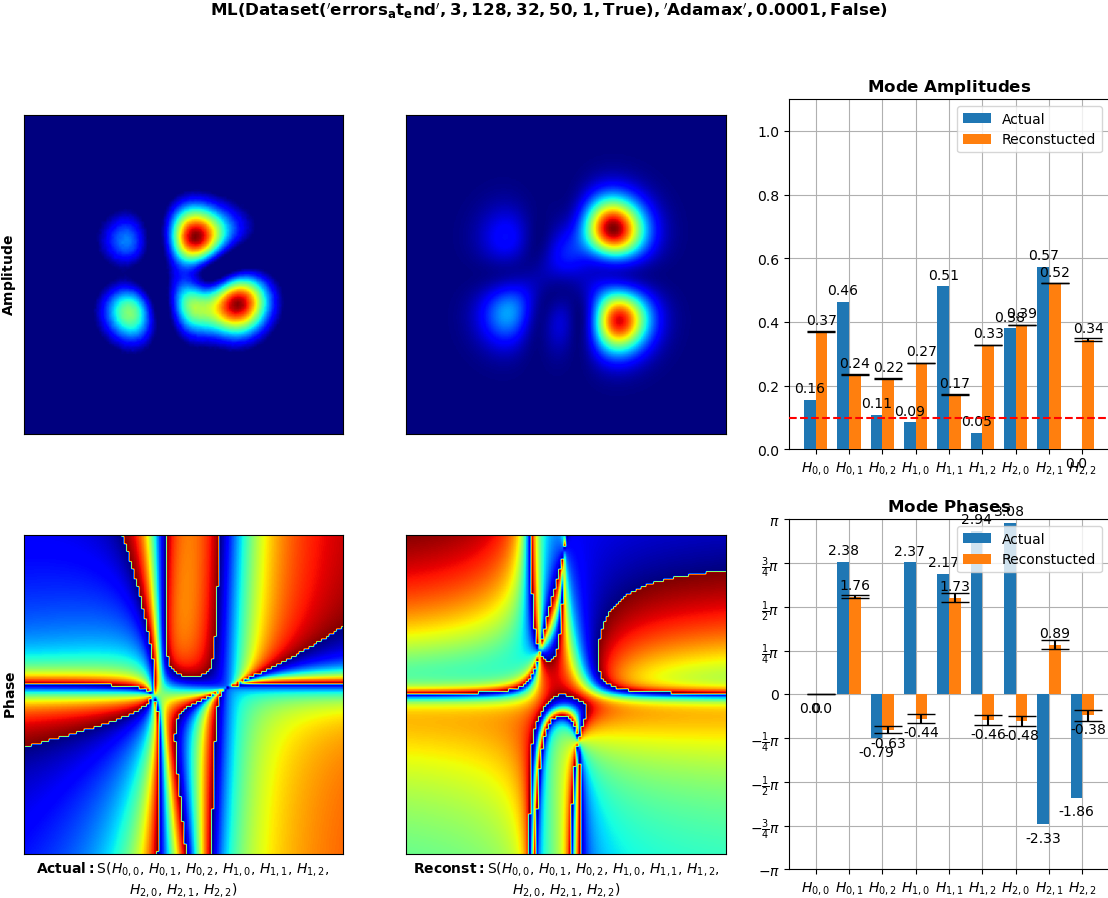 ML(Dataset('errors_at_end', 3, 128, 32, 50, 1, True), 'Adamax', 0.0001, False)
Amplitude
Mode Amplitudes
Actual
Reconstucted
1.0
0.8
0.6
0.4
0.2
0.0
0.16 0.37 0.46 0.24 0.11 0.22 0.09 0.27 0.51 0.17 0.05 0.33 0.38 0.39 0.57 0.52 0.0 0.34
H0,0 H0,1 H0,2 H1,0 H1,1 H1,2 H2,0 H2,1 H2,2
Phase
Mode Phases
Actual
Reconstucted
π
3/4π
1/2π
1/4π
0
−1/4π
−1/2π
−3/4π
−π
0.0 0.0 2.38 1.76 -0.79 -0.63 2.37 -0.44 2.17 1.73 2.94 -0.46 3.08 -0.48 -2.33 0.89 -1.86 -0.38
H0,0 H0,1 H0,2 H1,0 H1,1 H1,2 H2,0 H2,1 H2,2
Actual: S(H0,0, H0,1, H0,2, H1,0, H1,1, H1,2,
H2,0, H2,1, H2,2)
Reconst: S(H0,0, H0,1, H0,2, H1,0, H1,1, H1,2,
H2,0, H2,1, H2,2)